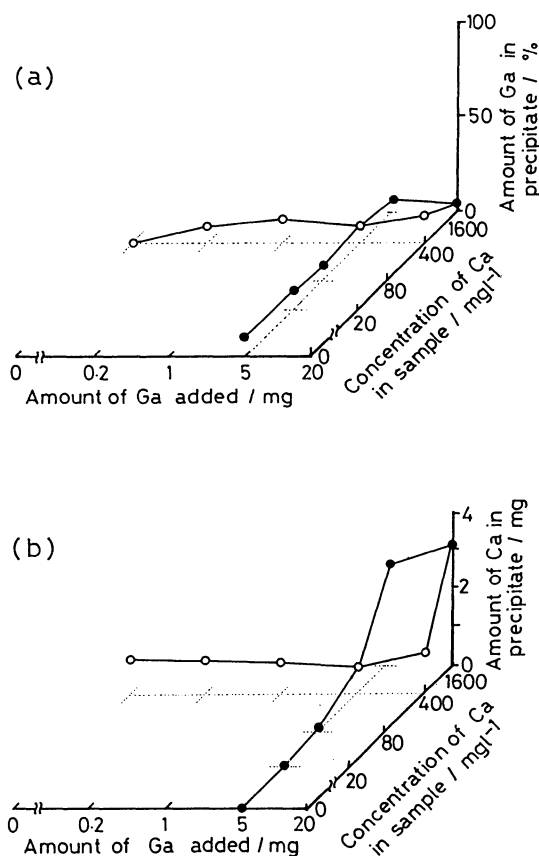 (a)
100
50
0
Amount of Ga in
precipitate / %
1600
400
80
20
0
Concentration of Ca
in sample / mgl-1
0 0·2 1 5 20
Amount of Ga added / mg
(b)
4
2
0
Amount of Ca in
precipitate / mg
1600
400
80
20
0
Concentration of Ca
in sample / mgl-1
0 0·2 1 5 20
Amount of Ga added / mg